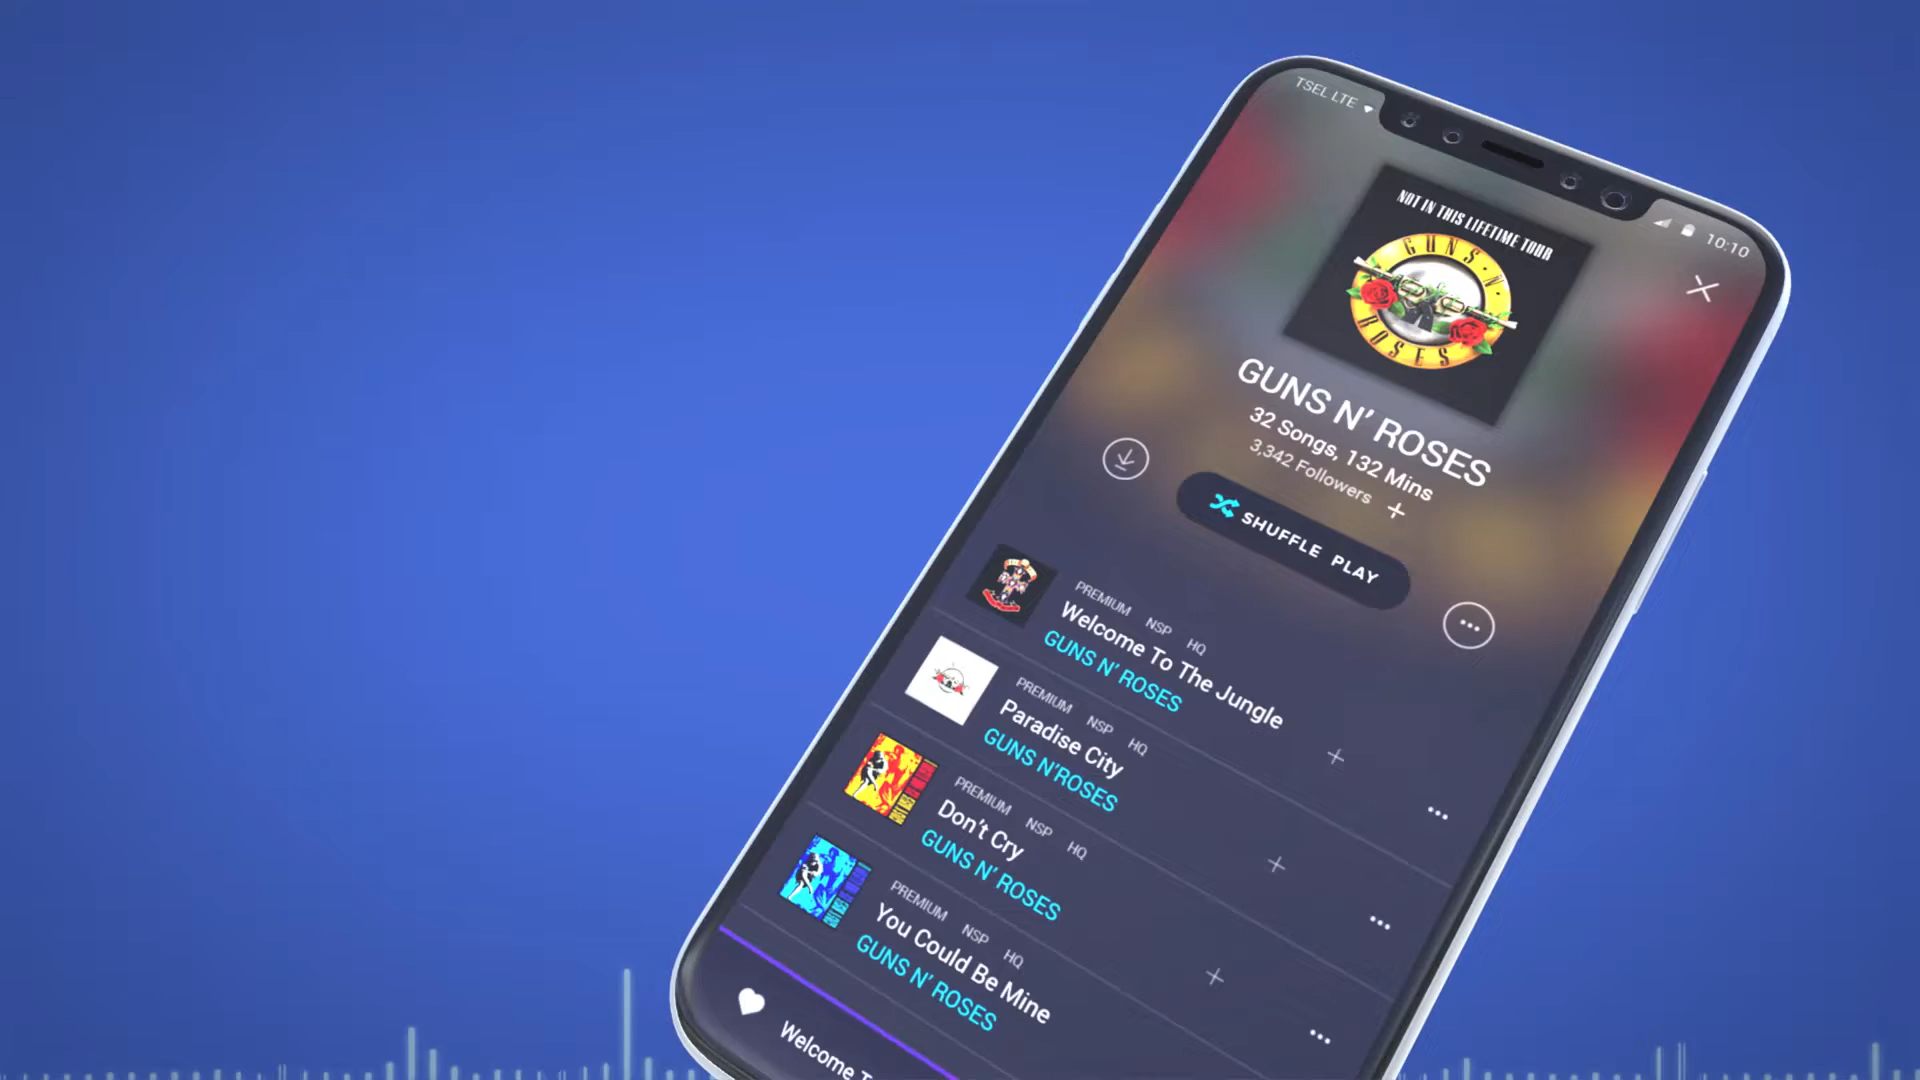 TSEL LTE
10:10
NOT IN THIS LIFETIME TOUR
GUNS N'
ROSES
GUNS N’ ROSES
32 Songs, 132 Mins
3,342 Followers +
SHUFFLE PLAY
PREMIUM NSP HQ
Welcome To The Jungle
GUNS N’ ROSES
PREMIUM NSP HQ
Paradise City
GUNS N’ROSES
PREMIUM NSP HQ
Don’t Cry
GUNS N’ ROSES
PREMIUM NSP HQ
You Could Be Mine
GUNS N’ ROSES
Welcome T